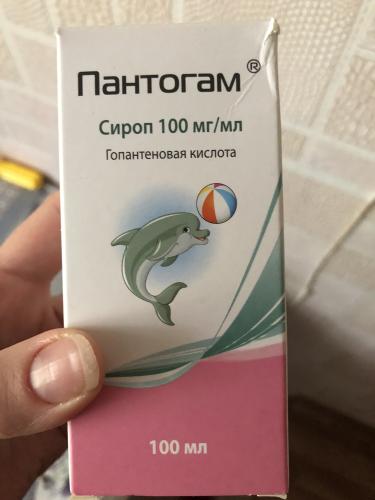 Пантогам®
Сироп 100 мг/мл
Гопантеновая кислота
100 мл